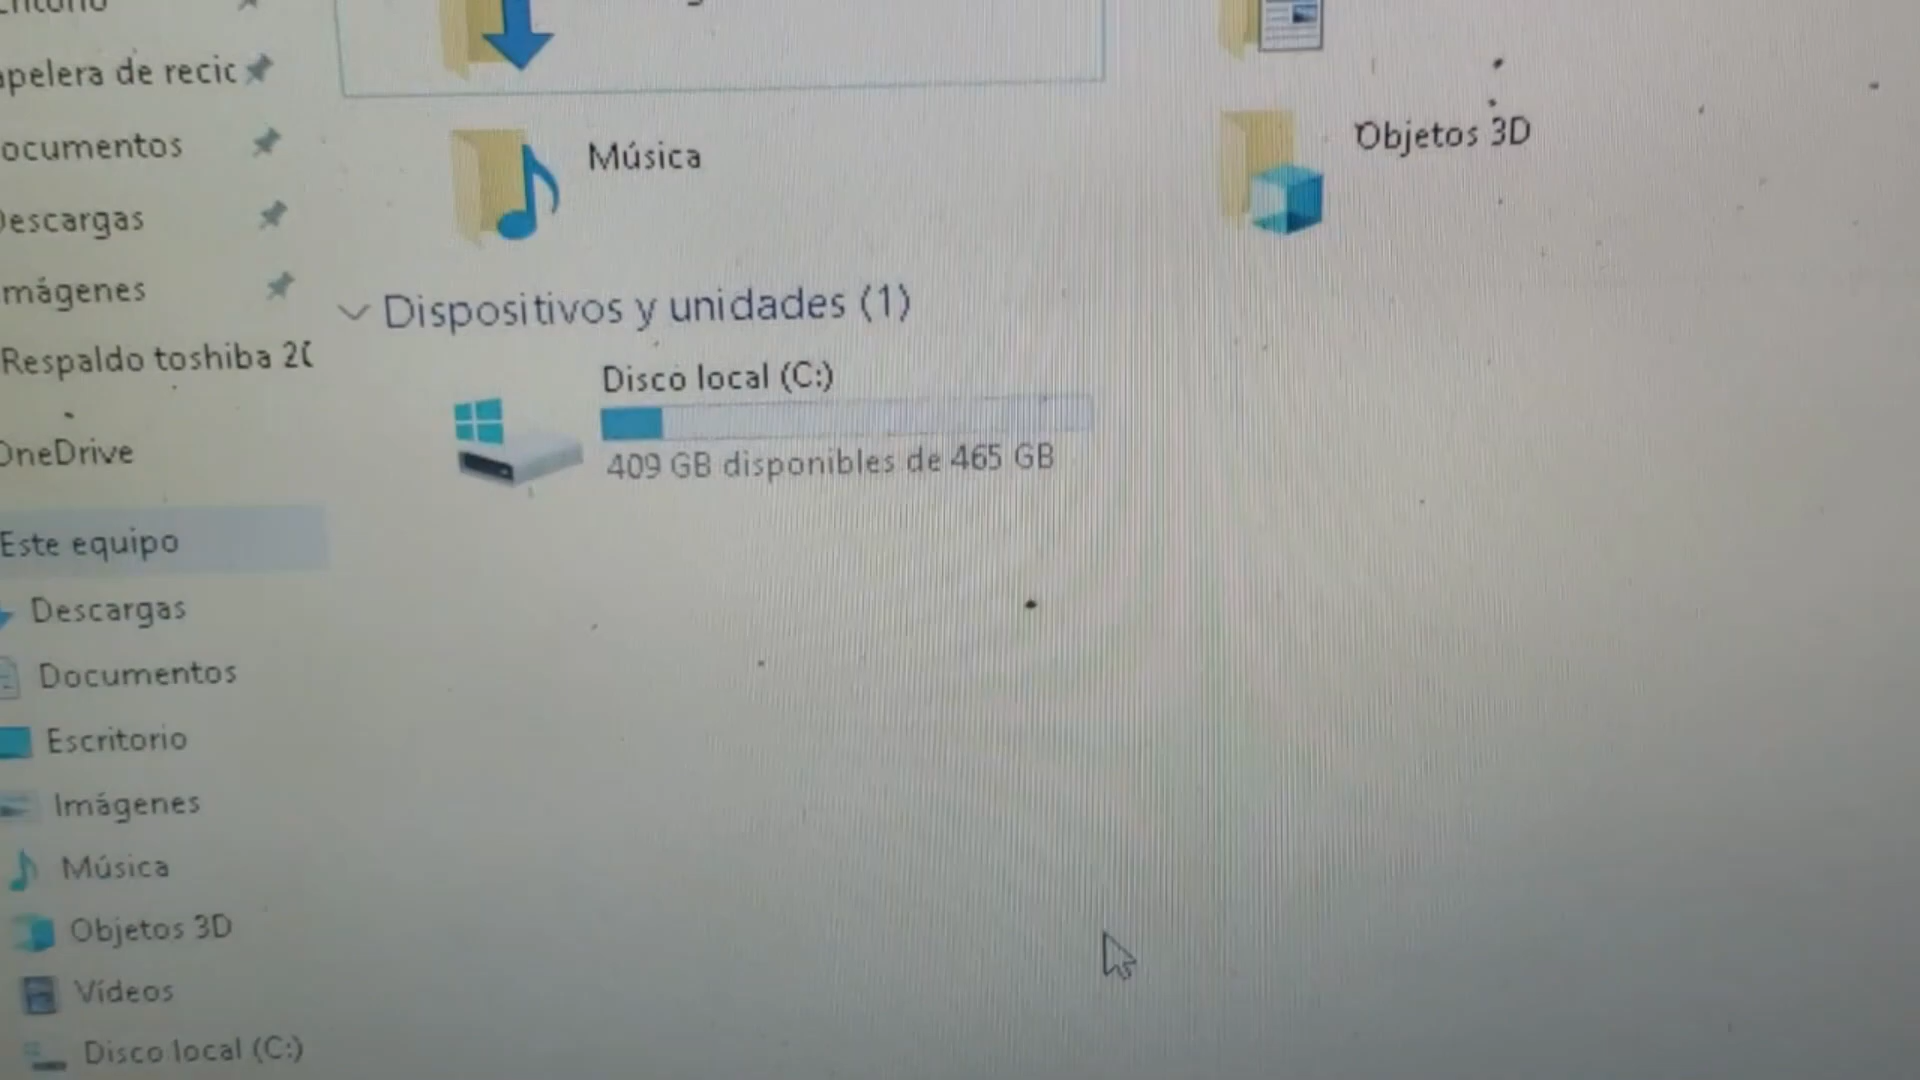 apelera de recic
ocumentos
Descargas
mágenes
Respaldo toshiba 2
OneDrive
Este equipo
Descargas
Documentos
Escritorio
Imágenes
Música
Objetos 3D
Vídeos
Disco local (C:)
Música
Objetos 3D
Dispositivos y unidades (1)
Disco local (C:)
409 GB disponibles de 465 GB